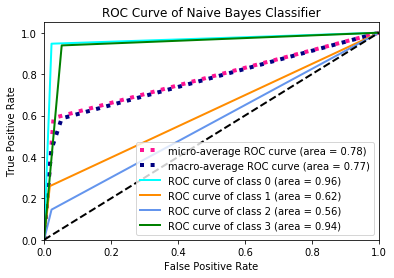 ROC Curve of Naive Bayes Classifier
1.0
0.8
0.6
0.4
0.2
0.0
True Positive Rate
micro-average ROC curve (area = 0.78)
macro-average ROC curve (area = 0.77)
ROC curve of class 0 (area = 0.96)
ROC curve of class 1 (area = 0.62)
ROC curve of class 2 (area = 0.56)
ROC curve of class 3 (area = 0.94)
0.0 0.2 0.4 0.6 0.8 1.0
False Positive Rate